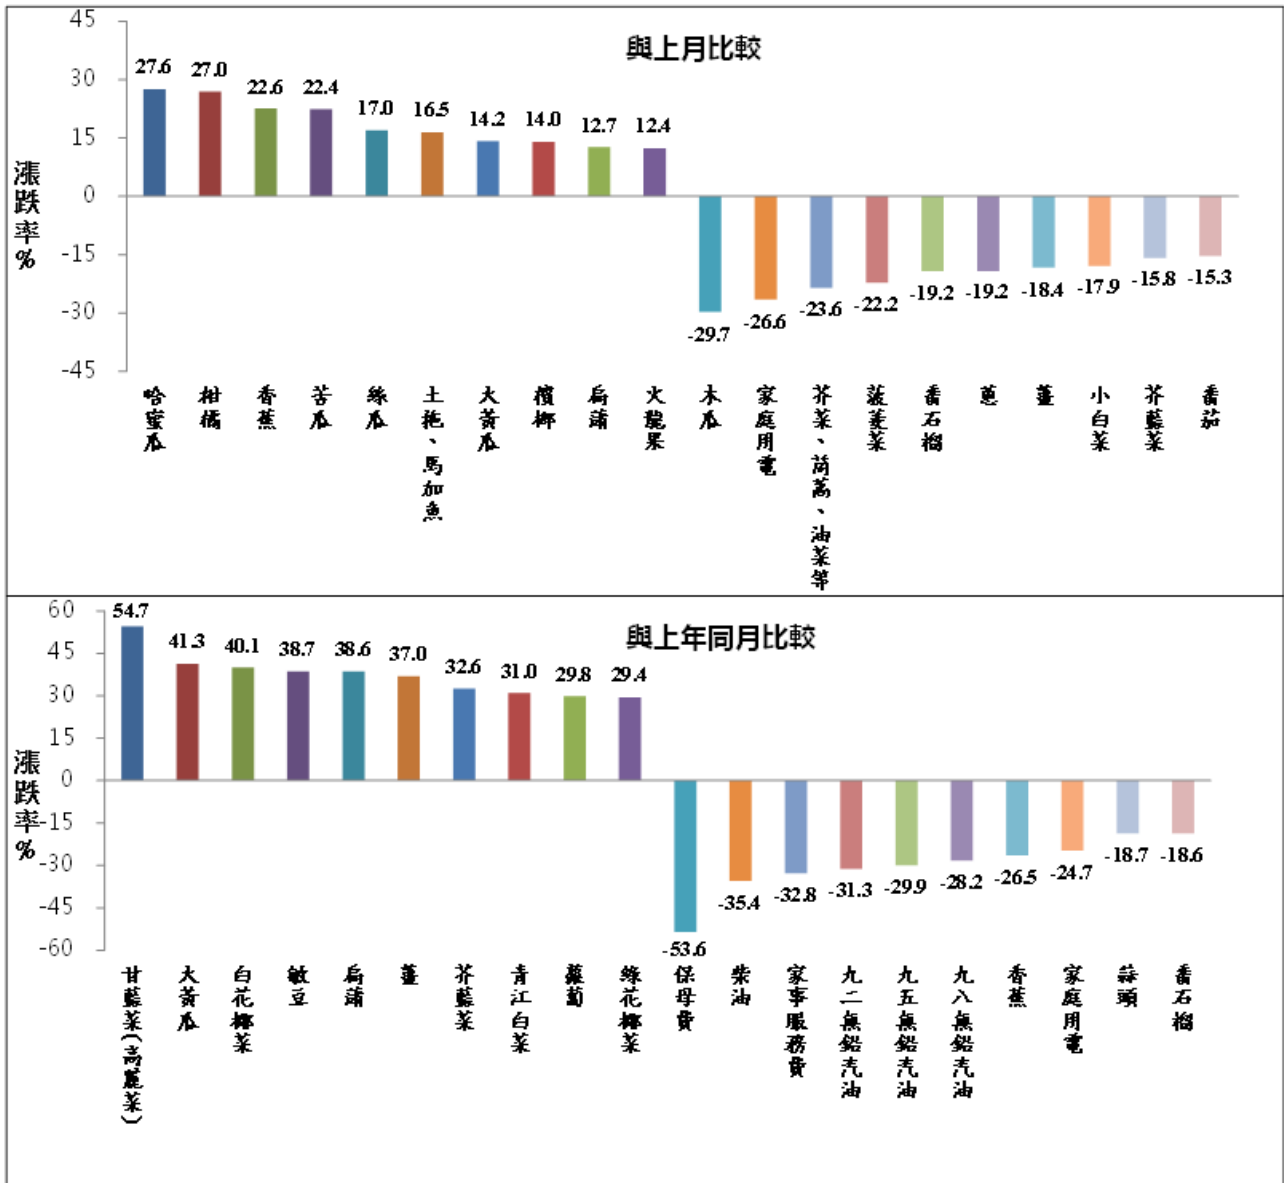 與上月比較
漲跌率%
45
30
15
0
-15
-30
-45
27.6
27.0
22.6
22.4
17.0
16.5
14.2
14.0
12.7
12.4
-29.7
-26.6
-23.6
-22.2
-19.2
-19.2
-18.4
-17.9
-15.8
-15.3
哈蜜瓜
柑橘
香蕉
苦瓜
絲瓜
土魠、馬加魚
大黃瓜
檳榔
扁蒲
火龍果
木瓜
家庭用電
芥菜、茼蒿、油菜等
菠菱菜
番石榴
蔥
薑
小白菜
芥藍菜
番茄
與上年同月比較
漲跌率%
60
45
30
15
0
-15
-30
-45
-60
54.7
41.3
40.1
38.7
38.6
37.0
32.6
31.0
29.8
29.4
-53.6
-35.4
-32.8
-31.3
-29.9
-28.2
-26.5
-24.7
-18.7
-18.6
甘藍菜(高麗菜)
大黃瓜
白花椰菜
敏豆
扁蒲
薑
芥藍菜
青江白菜
蘿蔔
綠花椰菜
保母費
柴油
家事服務費
九二無鉛汽油
九五無鉛汽油
九八無鉛汽油
香蕉
家庭用電
蒜頭
番石榴